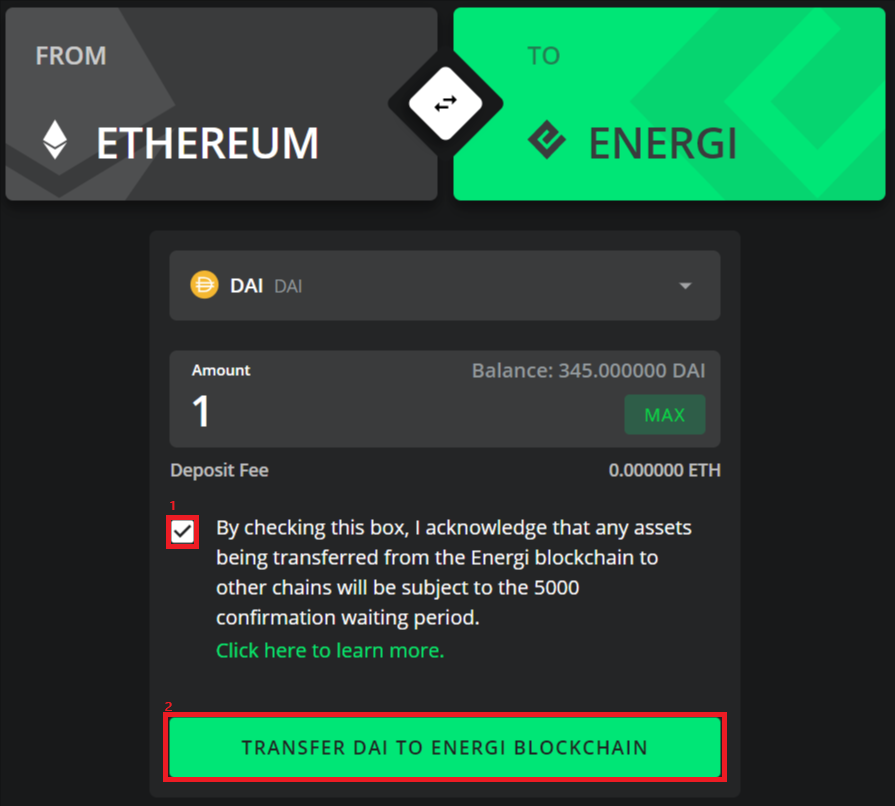 FROM
ETHEREUM
TO
ENERGI
DAI DAI
Amount
Balance: 345.000000 DAI
1
MAX
Deposit Fee
0.000000 ETH
1
By checking this box, I acknowledge that any assets
being transferred from the Energi blockchain to
other chains will be subject to the 5000
confirmation waiting period.
Click here to learn more.
2
TRANSFER DAI TO ENERGI BLOCKCHAIN